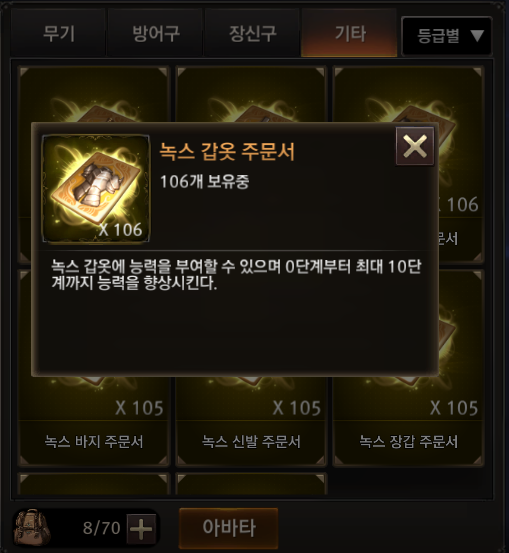 무기 방어구 장신구 기타 등급별 ▼
녹스 갑옷 주문서
106개 보유중
X 106
X 106
문서
녹스 갑옷에 능력을 부여할 수 있으며 0단계부터 최대 10단
계까지 능력을 향상시킨다.
X 105 X 105 X 105
녹스 바지 주문서 녹스 신발 주문서 녹스 장갑 주문서
8/70 아바타